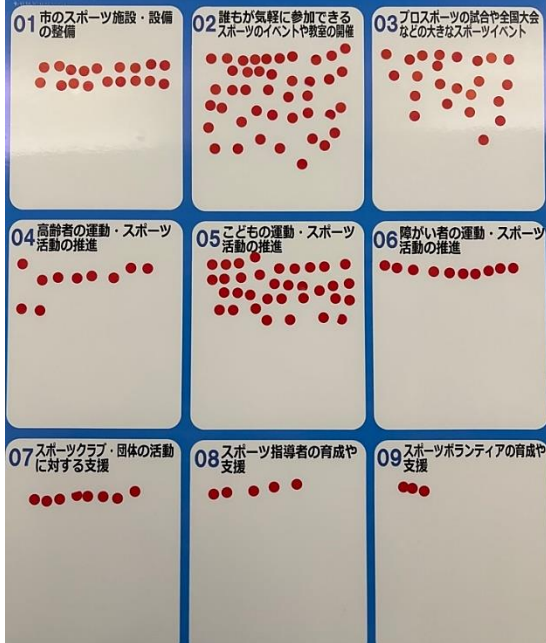 01 市のスポーツ施設・設備
の整備
02 誰もが気軽に参加できる
スポーツのイベントや教室の開催
03 プロスポーツの試合や全国大会
などの大きなスポーツイベント
04 高齢者の運動・スポーツ
活動の推進
05 こどもの運動・スポーツ
活動の推進
06 障がい者の運動・スポーツ
活動の推進
07 スポーツクラブ・団体の活動
に対する支援
08 スポーツ指導者の育成や
支援
09 スポーツボランティアの育成や
支援